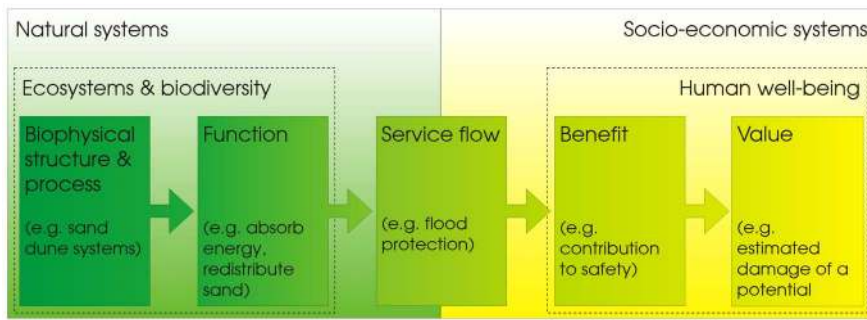 Natural systems
Socio-economic systems
Ecosystems & biodiversity
Human well-being
Biophysical
structure &
process
(e.g. sand
dune systems)
Function
(e.g. absorb
energy,
redistribute
sand)
Service flow
(e.g. flood
protection)
Benefit
(e.g.
contribution
to safety)
Value
(e.g.
estimated
damage of a
potential